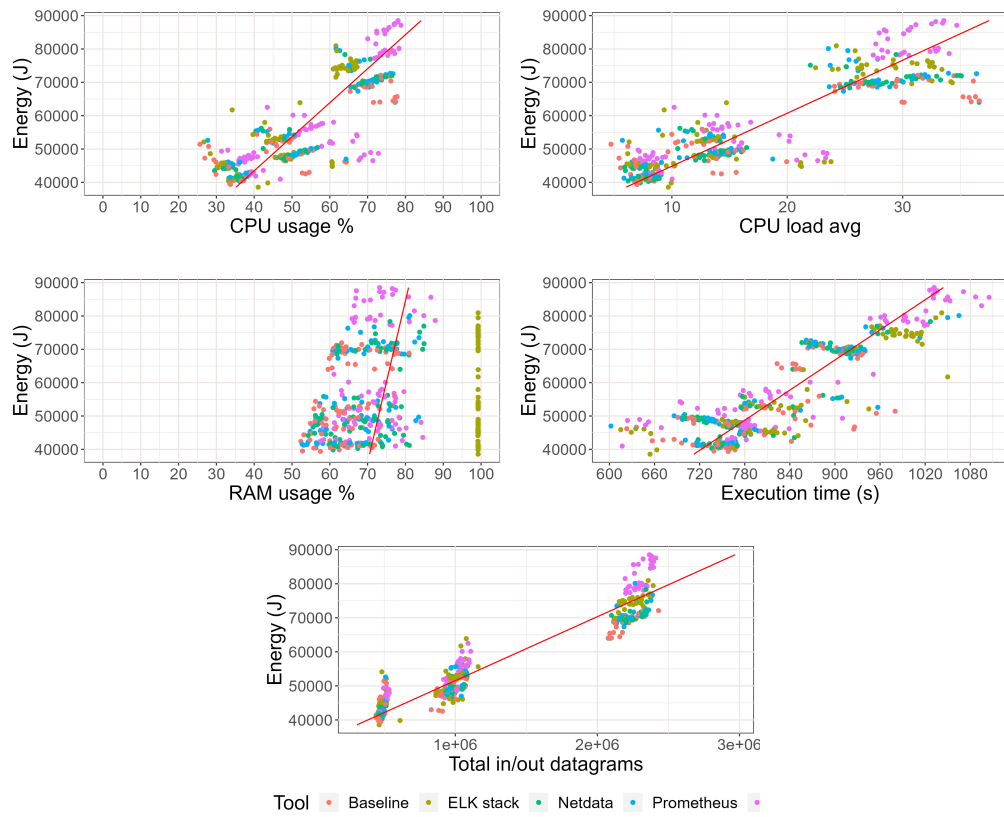 90000
80000
70000
60000
50000
40000
Energy (J)
0 10 20 30 40 50 60 70 80 90 100
CPU usage %
90000
80000
70000
60000
50000
40000
Energy (J)
10 20 30
CPU load avg
90000
80000
70000
60000
50000
40000
Energy (J)
0 10 20 30 40 50 60 70 80 90 100
RAM usage %
90000
80000
70000
60000
50000
40000
Energy (J)
600 660 720 780 840 900 960 1020 1080
Execution time (s)
90000
80000
70000
60000
50000
40000
Energy (J)
1e+06 2e+06 3e+06
Total in/out datagrams
Tool Baseline ELK stack Netdata Prometheus